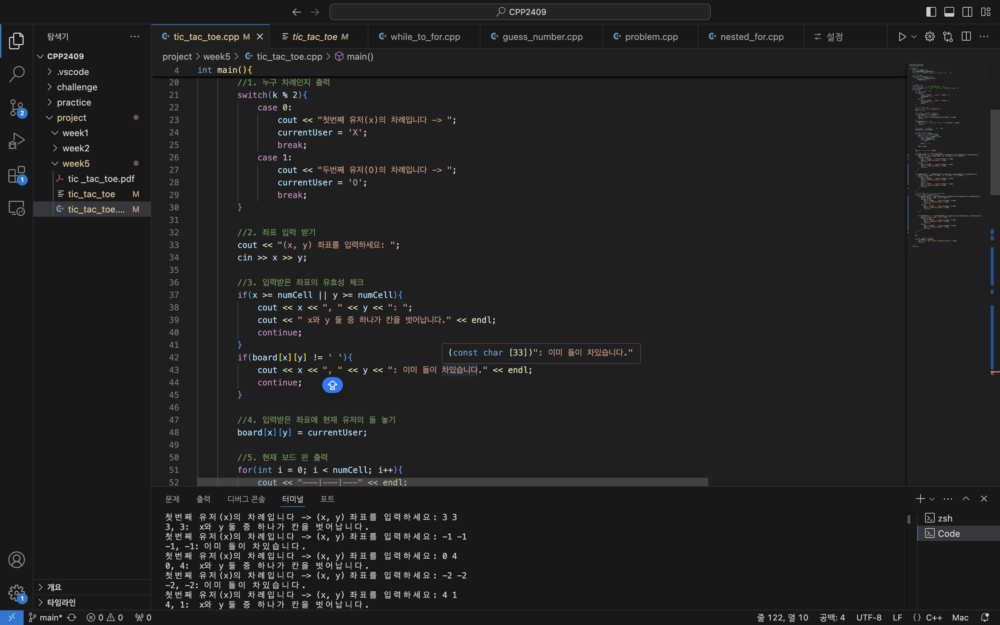 CPP2409
탐색기
CPP2409
.vscode
challenge
practice
project
week1
week2
week5
tic _tac_toe.pdf
tic_tac_toe M
tic_tac_toe.... M
개요
타임라인
2
1
1
tic_tac_toe.cpp M
tic_tac_toe M
while_to_for.cpp
guess_number.cpp
problem.cpp
nested_for.cpp
설정
project > week5 > tic_tac_toe.cpp > main()
4 int main(){
20 //1. 누구 차례인지 출력
21 switch(k % 2){
22 case 0:
23 cout << "첫번째 유저(x)의 차례입니다 -> ";
24 currentUser = 'X';
25 break;
26 case 1:
27 cout << "두번째 유저(O)의 차례입니다 -> ";
28 currentUser = 'O';
29 break;
30 }
31
32 //2. 좌표 입력 받기
33 cout << "(x, y) 좌표를 입력하세요: ";
34 cin >> x >> y;
35
36 //3. 입력받은 좌표의 유효성 체크
37 if(x >= numCell || y >= numCell){
38 cout << x << ", " << y << ": ";
39 cout << " x와 y 둘 중 하나가 칸을 벗어납니다." << endl;
40 continue;
41 }
(const char [33])": 이미 돌이 차있습니다."
42 if(board[x][y] != ' '){
43 cout << x << ", " << y << ": 이미 돌이 차있습니다." << endl;
44 continue;
45 }
46
47 //4. 입력받은 좌표에 현재 유저의 돌 놓기
48 board[x][y] = currentUser;
49
50 //5. 현재 보드 판 출력
51 for(int i = 0; i < numCell; i++){
52 cout << "---|---|---" << endl;
문제 출력 디버그 콘솔 터미널 포트
첫번째 유저(x)의 차례입니다 -> (x, y) 좌표를 입력하세요: 3 3
3, 3:  x와 y 둘 중 하나가 칸을 벗어납니다.
첫번째 유저(x)의 차례입니다 -> (x, y) 좌표를 입력하세요: -1 -1
-1, -1: 이미 돌이 차있습니다.
첫번째 유저(x)의 차례입니다 -> (x, y) 좌표를 입력하세요: 0 4
0, 4:  x와 y 둘 중 하나가 칸을 벗어납니다.
첫번째 유저(x)의 차례입니다 -> (x, y) 좌표를 입력하세요: -2 -2
-2, -2: 이미 돌이 차있습니다.
첫번째 유저(x)의 차례입니다 -> (x, y) 좌표를 입력하세요: 4 1
4, 1:  x와 y 둘 중 하나가 칸을 벗어납니다.
zsh
Code
main* 0 0 0
줄 122, 열 10 공백: 4 UTF-8 LF {} C++ Mac